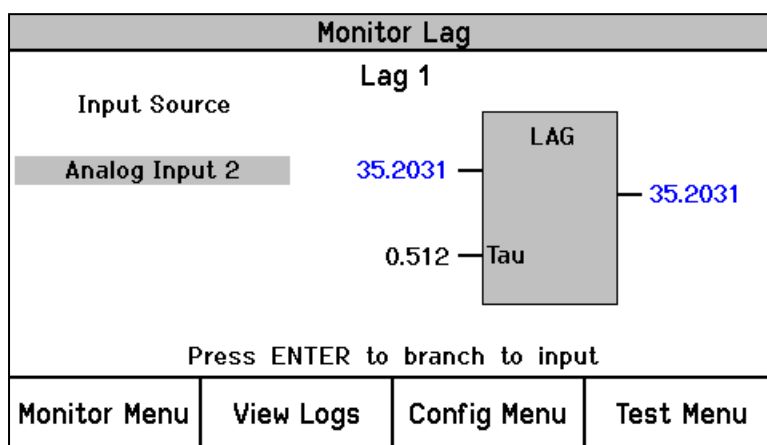 Monitor Lag
Lag 1
Input Source
LAG
Analog Input 2
35.2031
35.2031
0.512
Tau
Press ENTER to branch to input
Monitor Menu
View Logs
Config Menu
Test Menu